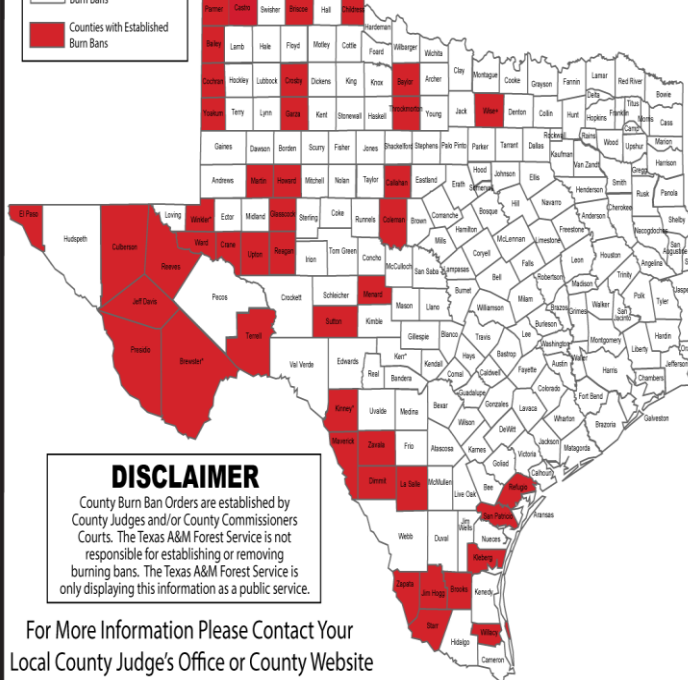 Burn Bans
Counties with Established
Burn Bans
Parmer Castro Swisher Briscoe Hall Childress
Hardeman
Bailey Lamb Hale Floyd Motley Cottle Foard Wilbarger Wichita
Clay Montague Cooke Grayson Fannin Lamar Red River Bowie
Cochran Hockley Lubbock Crosby Dickens King Knox Baylor Archer
Delta Titus Franklin Morris Cass
Yoakum Terry Lynn Garza Kent Stonewall Haskell Throckmorton Young Jack Wise* Denton Collin Hunt Hopkins
Camp Rockwall Rains Wood Upshur Marion
Gaines Dawson Borden Scurry Fisher Jones Shackelford Stephens Palo Pinto Parker Tarrant Dallas Kaufman Van Zandt Gregg Harrison
Andrews Martin Howard Mitchell Nolan Taylor Callahan Eastland Erath Hood Somervell Johnson Ellis Henderson Smith Rusk Panola
El Paso Hudspeth Culberson Loving Winkler* Ector Midland Glasscock Sterling Coke Runnels Coleman Brown Comanche Bosque Hill Navarro Anderson Cherokee Shelby
Hamilton Freestone Nacogdoches San Augustine
Reeves Ward Crane Upton Reagan Irion Tom Green Concho McCulloch San Saba Mills Lampasas Coryell McLennan Limestone Leon Houston Angelina
Falls Robertson Madison Trinity
Jeff Davis Pecos Crockett Schleicher Menard Mason Llano Burnet Bell Milam Brazos Grimes Walker Polk Tyler Jaspe
San Jacinto
Presidio Brewster* Terrell Sutton Kimble Gillespie Blanco Williamson Travis Lee Burleson Washington Montgomery Liberty Hardin
Val Verde Edwards Kerr* Real Bandera Kendall Comal Hays Caldwell Bastrop Fayette Austin Waller Harris Chambers Jefferson
Kinney* Uvalde Medina Bexar Guadalupe Gonzales Colorado Lavaca Wharton Fort Bend Brazoria Galveston
Maverick Zavala Frio Atascosa Wilson Karnes DeWitt Jackson Matagorda
Victoria Goliad Calhoun
Dimmit La Salle McMullen Live Oak Bee Refugio
Webb Duval Jim Wells San Patricio Aransas
Nueces
Kleberg
Zapata Jim Hogg Brooks Kenedy
Starr Hidalgo Willacy
Cameron
DISCLAIMER
County Burn Ban Orders are established by
County Judges and/or County Commissioners
Courts. The Texas A&M Forest Service is not
responsible for establishing or removing
burning bans. The Texas A&M Forest Service is
only displaying this information as a public service.
For More Information Please Contact Your
Local County Judge's Office or County Website